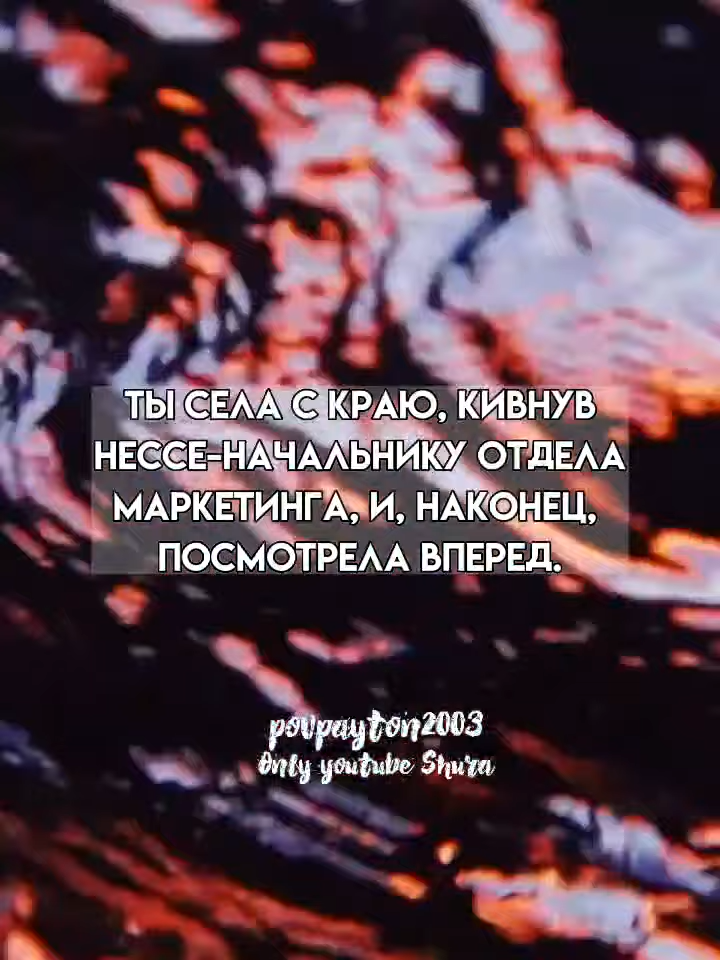 ТЫ СЕЛА С КРАЮ, КИВНУВ
НЕССЕ-НАЧАЛЬНИКУ ОТДЕЛА
МАРКЕТИНГА, И, НАКОНЕЦ,
ПОСМОТРЕЛА ВПЕРЕД.
povpayton2003
Only youtube Shura